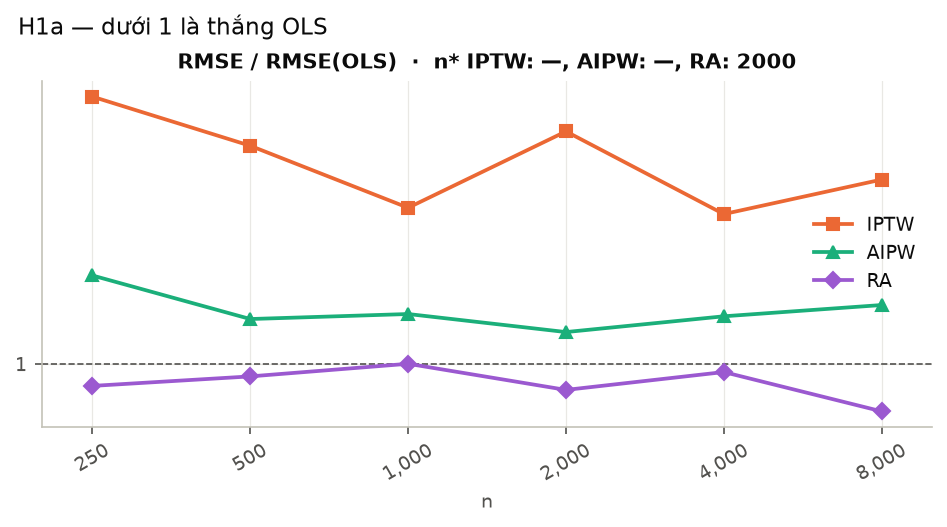 H1a — dưới 1 là thắng OLS
RMSE / RMSE(OLS) · n* IPTW: —, AIPW: —, RA: 2000
IPTW
AIPW
RA
1
250
500
1,000
2,000
4,000
8,000
n